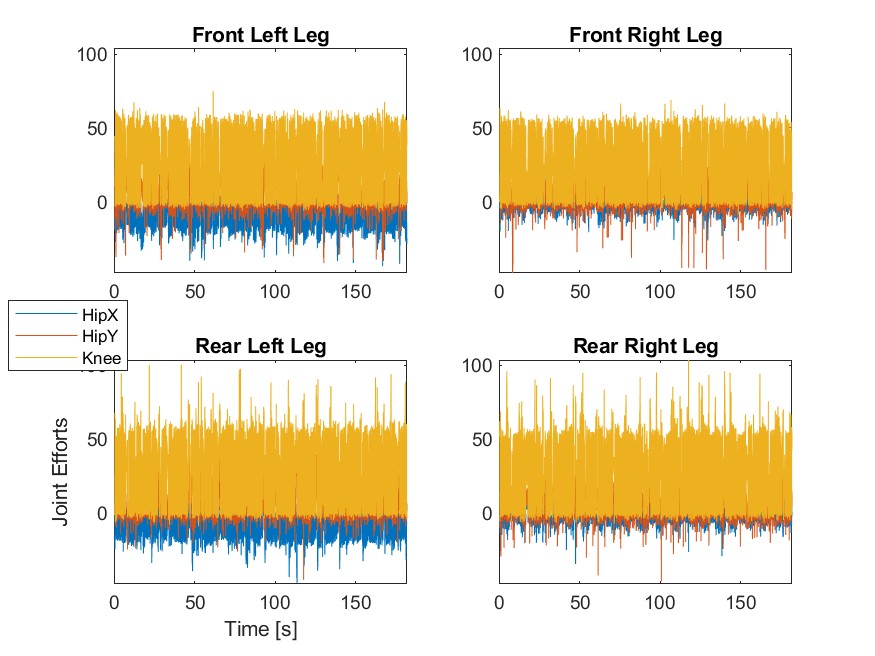 Front Left Leg
Front Right Leg
100
50
0
0 50 100 150
100
50
0
0 50 100 150
HipX
HipY
Knee
Rear Left Leg
Rear Right Leg
Joint Efforts
50
0
0 50 100 150
Time [s]
100
50
0
0 50 100 150